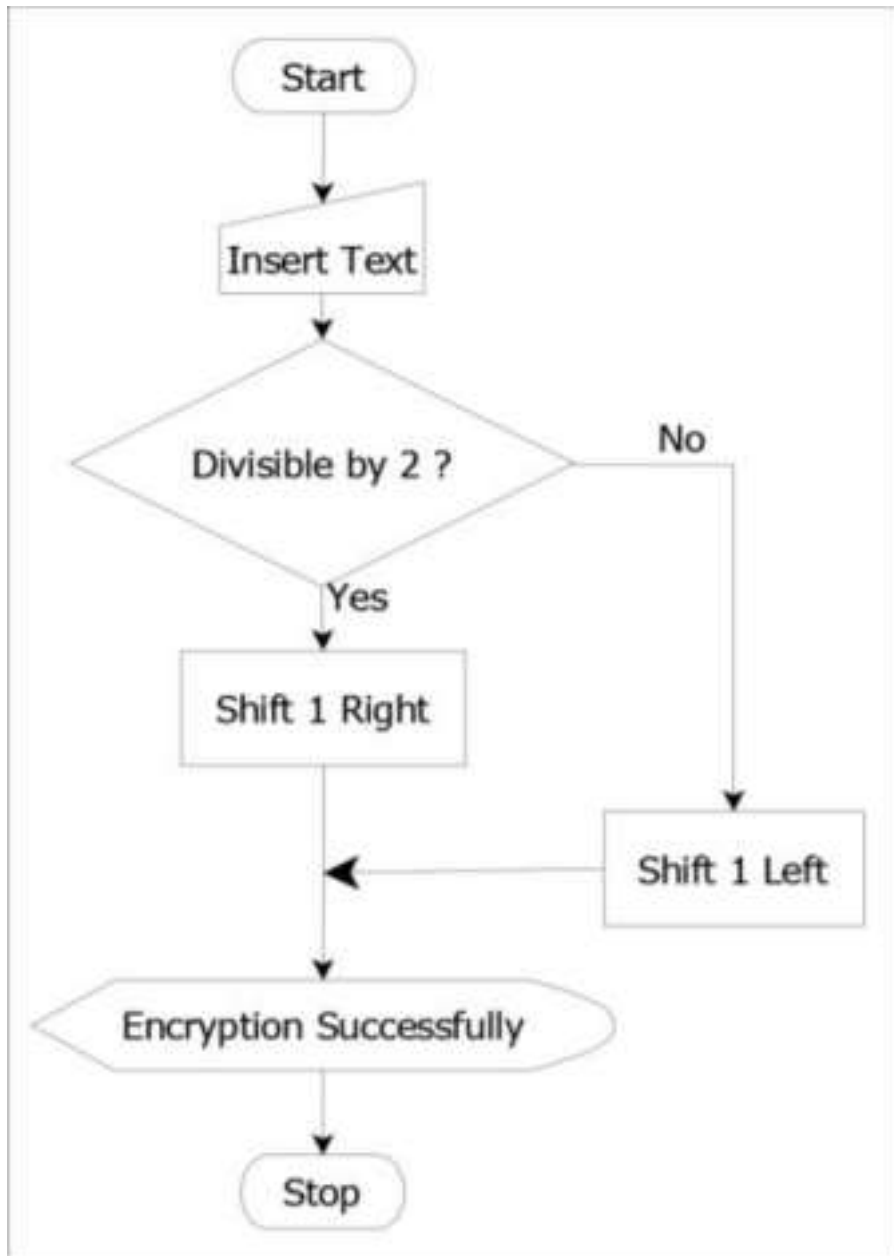 Start
Insert Text
Divisible by 2 ?
No
Yes
Shift 1 Right
Shift 1 Left
Encryption Successfully
Stop